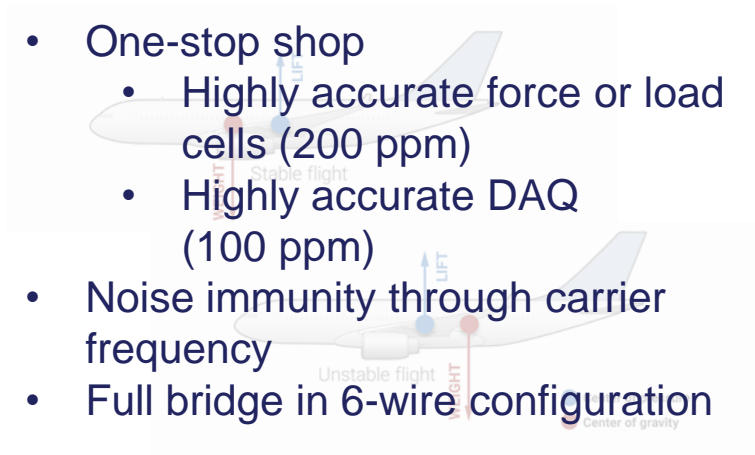 • One-stop shop
• Highly accurate force or load
cells (200 ppm)
• Highly accurate DAQ
(100 ppm)
• Noise immunity through carrier
frequency
• Full bridge in 6-wire configuration
LIFT
WEIGHT
Stable flight
LIFT
WEIGHT
Unstable flight
Center of gravity